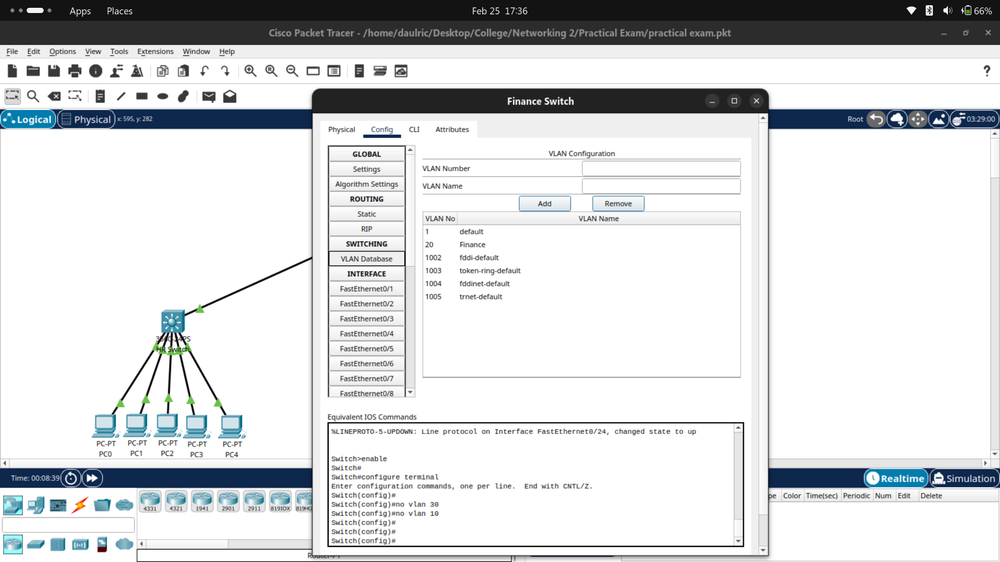 Apps Places Feb 25 17:36 66%
Cisco Packet Tracer - /home/daulric/Desktop/College/Networking 2/Practical Exam/practical exam.pkt
File Edit Options View Tools Extensions Window Help
?
Logical Physical x: 595, y: 282 Root 03:29:00
Finance Switch
Physical Config CLI Attributes
GLOBAL
Settings
Algorithm Settings
ROUTING
Static
RIP
SWITCHING
VLAN Database
INTERFACE
FastEthernet0/1
FastEthernet0/2
FastEthernet0/3
FastEthernet0/4
FastEthernet0/5
FastEthernet0/6
FastEthernet0/7
FastEthernet0/8
VLAN Configuration
VLAN Number
VLAN Name
Add Remove
VLAN No VLAN Name
1 default
20 Finance
1002 fddi-default
1003 token-ring-default
1004 fddinet-default
1005 trnet-default
Equivalent IOS Commands
%LINEPROTO-5-UPDOWN: Line protocol on Interface FastEthernet0/24, changed state to up
Switch>enable
Switch#
Switch#configure terminal
Enter configuration commands, one per line. End with CNTL/Z.
Switch(config)#
Switch(config)#no vlan 30
Switch(config)#no vlan 10
Switch(config)#
Switch(config)#
Switch(config)#
3560-24PS
HR Switch
PC-PT PC-PT PC-PT PC-PT PC-PT
PC0 PC1 PC2 PC3 PC4
Time: 00:08:39 Realtime Simulation
4331 4321 1941 2901 2911 819IOX 819HG
Color Time(sec) Periodic Num Edit Delete